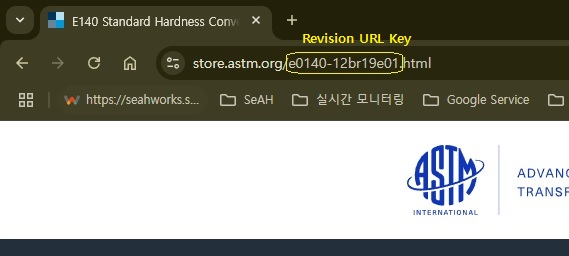 E140 Standard Hardness Conv
Revision URL Key
store.astm.org/e0140-12br19e01.html
https://seahworks.s...
SeAH
실시간 모니터링
Google Service
ASTM
INTERNATIONAL
ADVANC
TRANSF